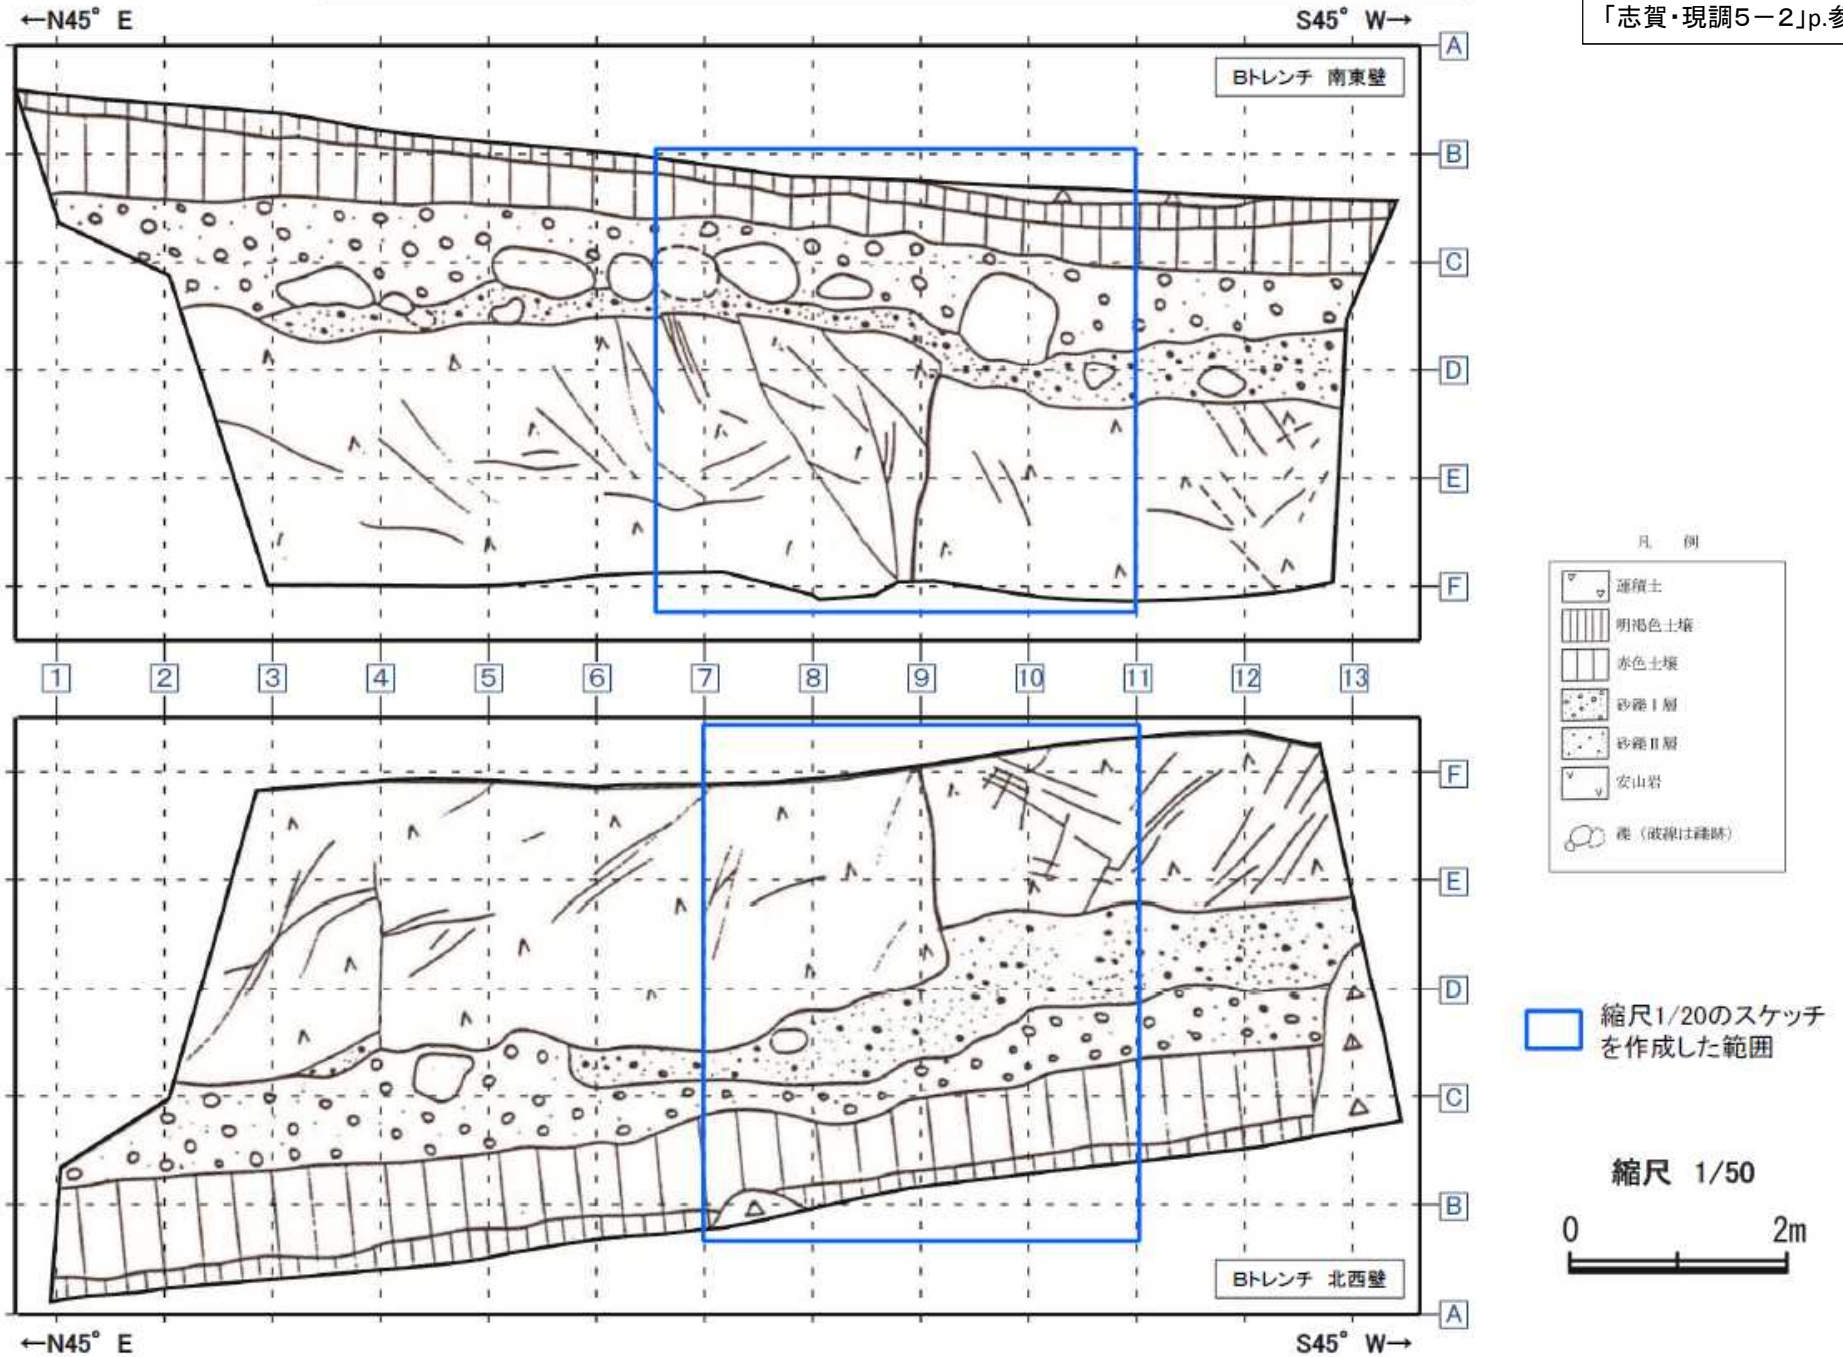 ←N45° E
S45° W→
「志賀・現調5－2」p.参
A
Bトレンチ 南東壁
B
C
D
E
F
1 2 3 4 5 6 7 8 9 10 11 12 13
F
E
D
C
B
Bトレンチ 北西壁
A
←N45° E
S45° W→
凡 例
運積土
明褐色土壌
赤色土壌
砂礫Ⅰ層
砂礫Ⅱ層
安山岩
礫（破線は礫跡）
縮尺1/20のスケッチ
を作成した範囲
縮尺 1/50
0 2m